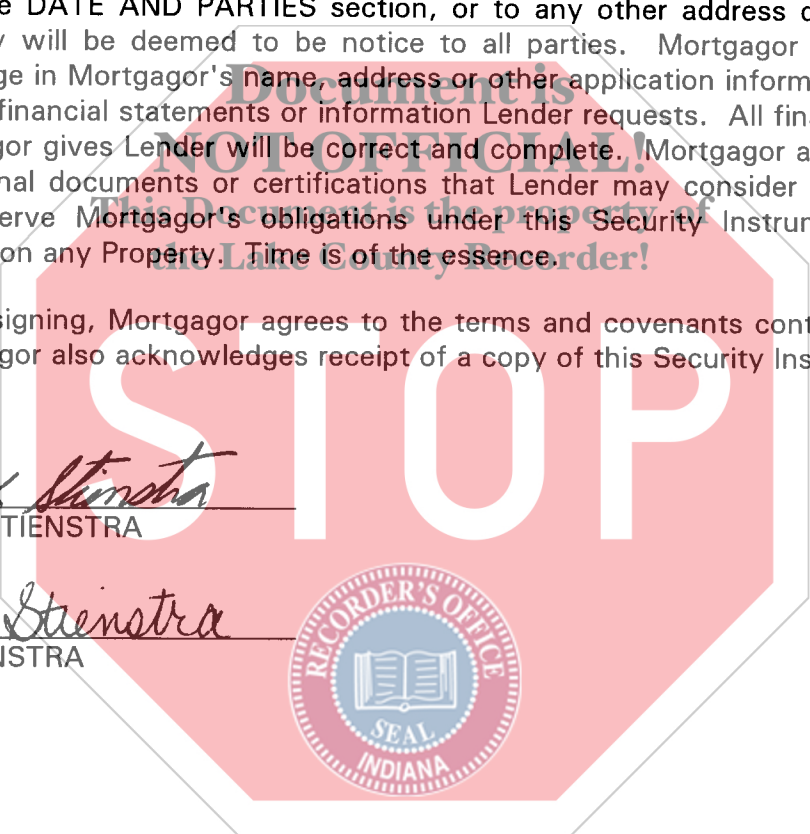 e DATE AND PARTIES section, or to any other address
y will be deemed to be notice to all parties. Mortgagor
ge in Mortgagor's name, address or other application inform
financial statements or information Lender requests. All fina
gor gives Lender will be correct and complete. Mortgagor a
nal documents or certifications that Lender may consider
erve Mortgagor's obligations under this Security Instrur
on any Property. Time is of the essence.
Document is
NOT OFFICIAL!
This Document is the property of
the Lake County Recorder!
signing, Mortgagor agrees to the terms and covenants cont
gor also acknowledges receipt of a copy of this Security Ins
STOP
Stienstra
TIENSTRA
Stienstra
NSTRA
RECORDER'S OFFICE
SEAL
INDIANA